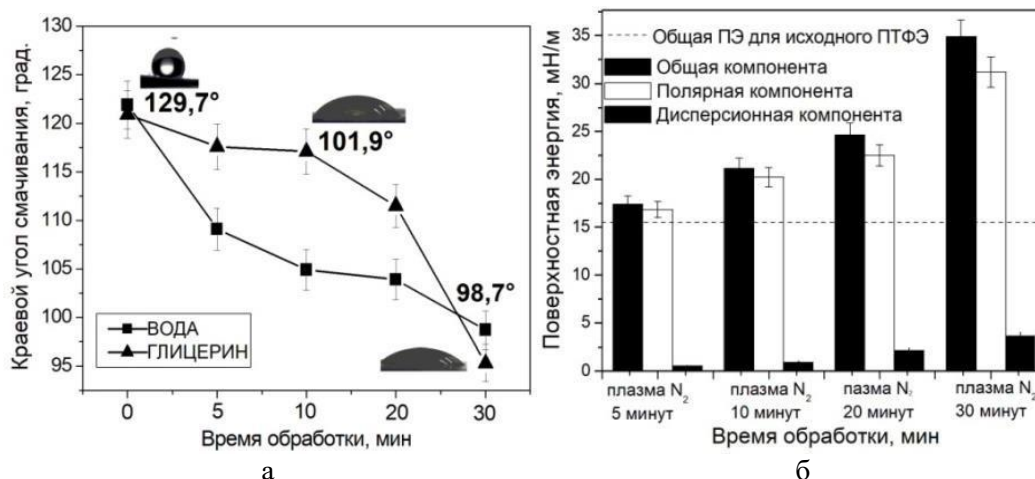 130
125
120
115
110
105
100
95
Краевой угол смачивания, град.
129,7°
101,9°
98,7°
ВОДА
ГЛИЦЕРИН
0
5
10
20
30
Время обработки, мин
а
35
30
25
20
15
10
5
0
Поверхностная энергия, мН/м
Общая ПЭ для исходного ПТФЭ
Общая компонента
Полярная компонента
Дисперсионная компонента
плазма N₂
5 минут
плазма N₂
10 минут
пазма N₂
20 минут
плазма N₂
30 минут
Время обработки, мин
б